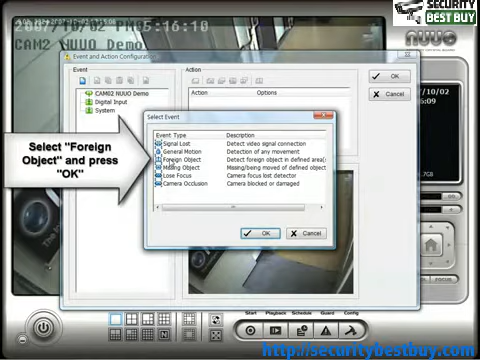 2007/Nov/PM 05:16:10
CAM2 NUUO Demo
SECURITY
BEST BUY
NUUO
Event and Action Configuration
Event
Action
CAM02 NUUO Demo
Digital Input
System
Action Options
OK
Cancel
Select Event
Event Type Description
Signal Lost Detect video signal connection
General Motion Detection of any movement
Foreign Object Detect foreign object in defined area(
Missing Object Missing/being moved of defined object
Lose Focus Camera focus lost detector
Camera Occlusion Camera blocked or damaged
OK Cancel
Select "Foreign
Object" and press
"OK"
FOCUS
Start Playback Schedule Guard Config
http://securitybestbuy.com